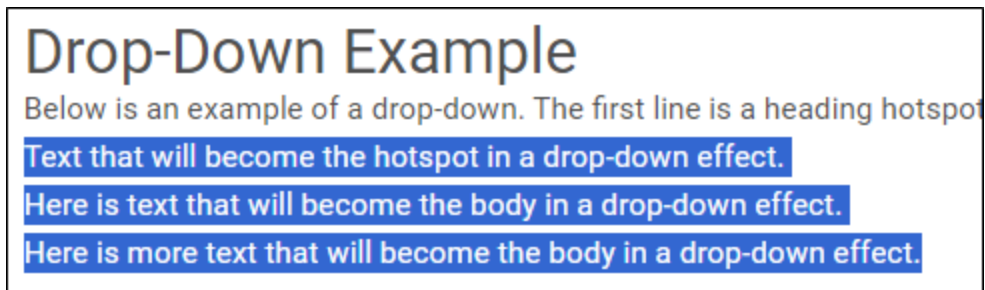 Drop-Down Example
Below is an example of a drop-down. The first line is a heading hotspot
Text that will become the hotspot in a drop-down effect.
Here is text that will become the body in a drop-down effect.
Here is more text that will become the body in a drop-down effect.